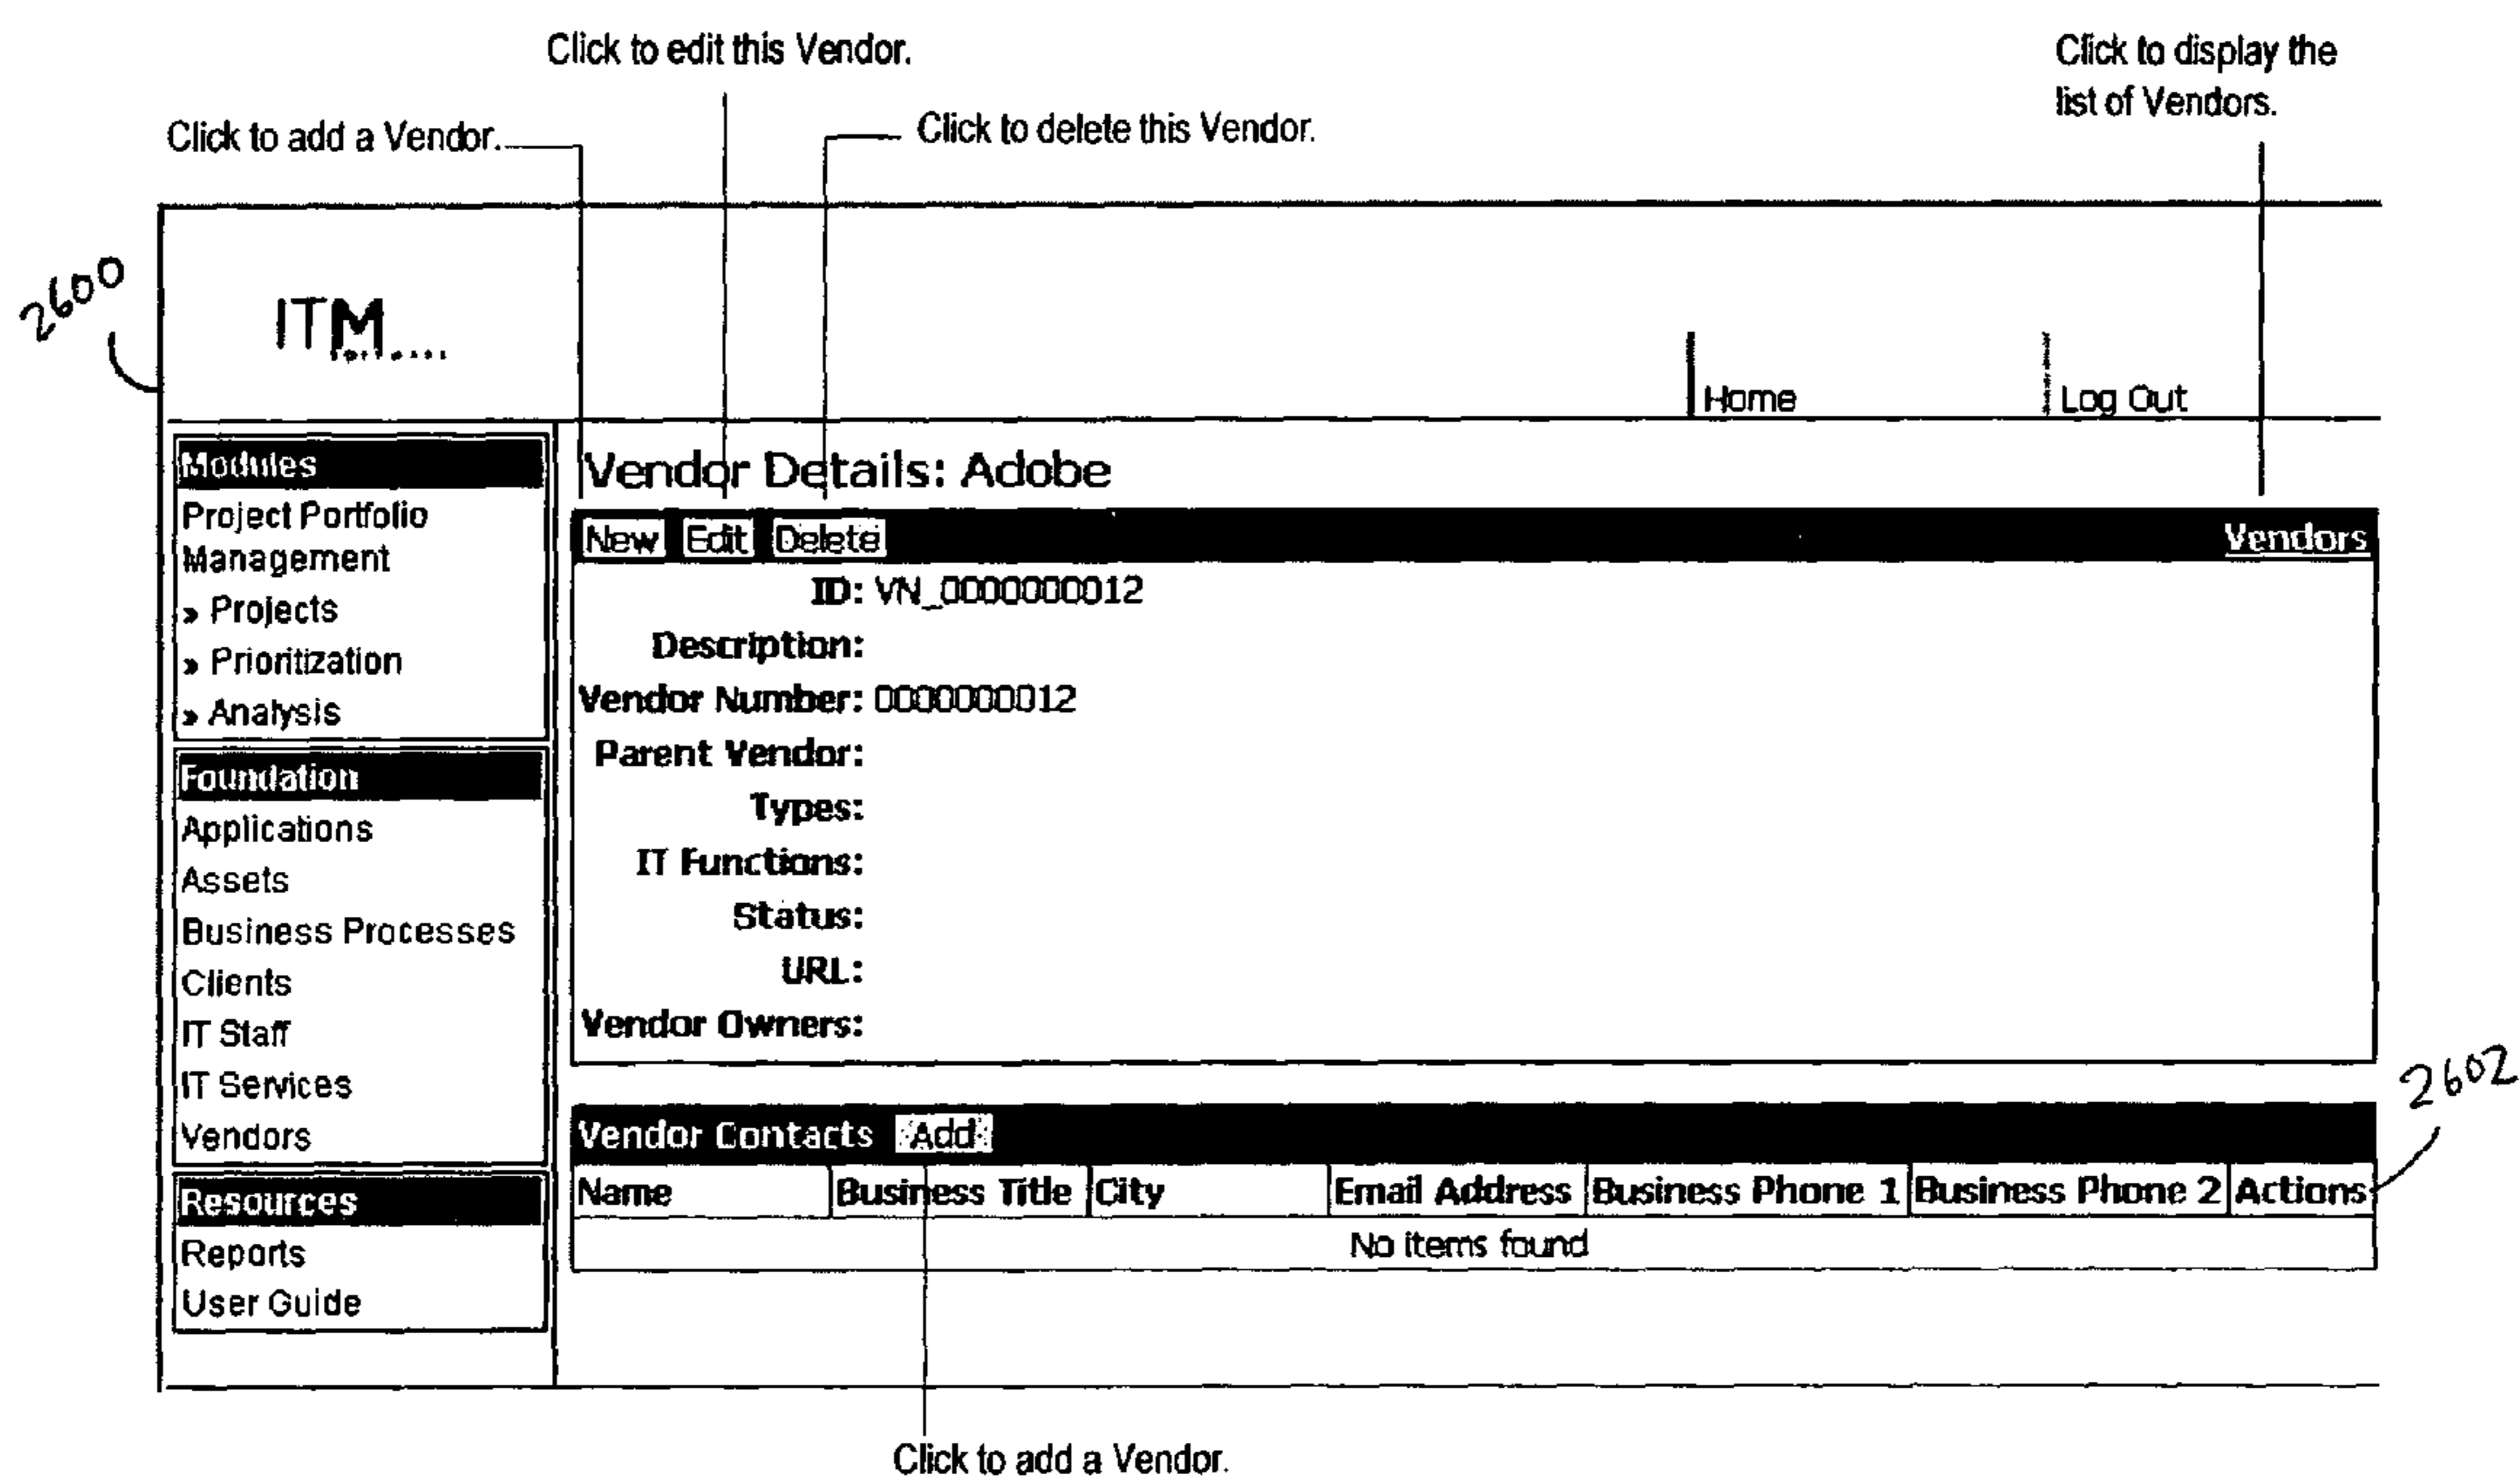 Click to edit this Vendor.
Click to display the
list of Vendors.
Click to add a Vendor.
Click to delete this Vendor.
2600
ITM
Home
Log Out
Modules
Project Portfolio
Management
» Projects
» Prioritization
» Analysis
Foundation
Applications
Assets
Business Processes
Clients
IT Staff
IT Services
Vendors
Resources
Reports
User Guide
Vendor Details: Adobe
New Edit Delete Vendors
ID: VN_0000000012
Description:
Vendor Number: 0000000012
Parent Vendor:
Types:
IT Functions:
Status:
URL:
Vendor Owners:
2602
Vendor Contacts Add
Name Business Title City Email Address Business Phone 1 Business Phone 2 Actions
No items found
Click to add a Vendor.